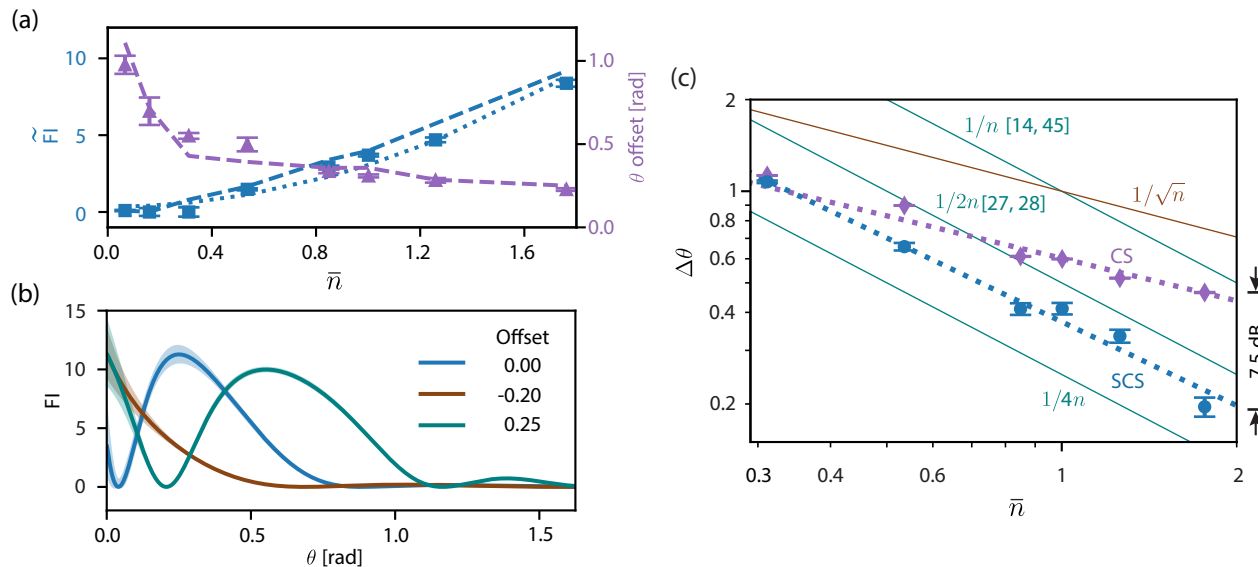 (a)
10
5
0
F̃I
1.0
0.5
0.0
θ offset [rad]
0.0 0.4 0.8 1.2 1.6
n̅
(b)
15
10
5
0
FI
Offset
0.00
-0.20
0.25
0.0 0.5 1.0 1.5
θ [rad]
(c)
2
1
0.8
0.6
0.4
0.2
Δθ
1/n [14, 45]
1/√n
1/2n [27, 28]
CS
SCS
1/4n
7.5 dB
0.3 0.4 0.6 1 2
n̅